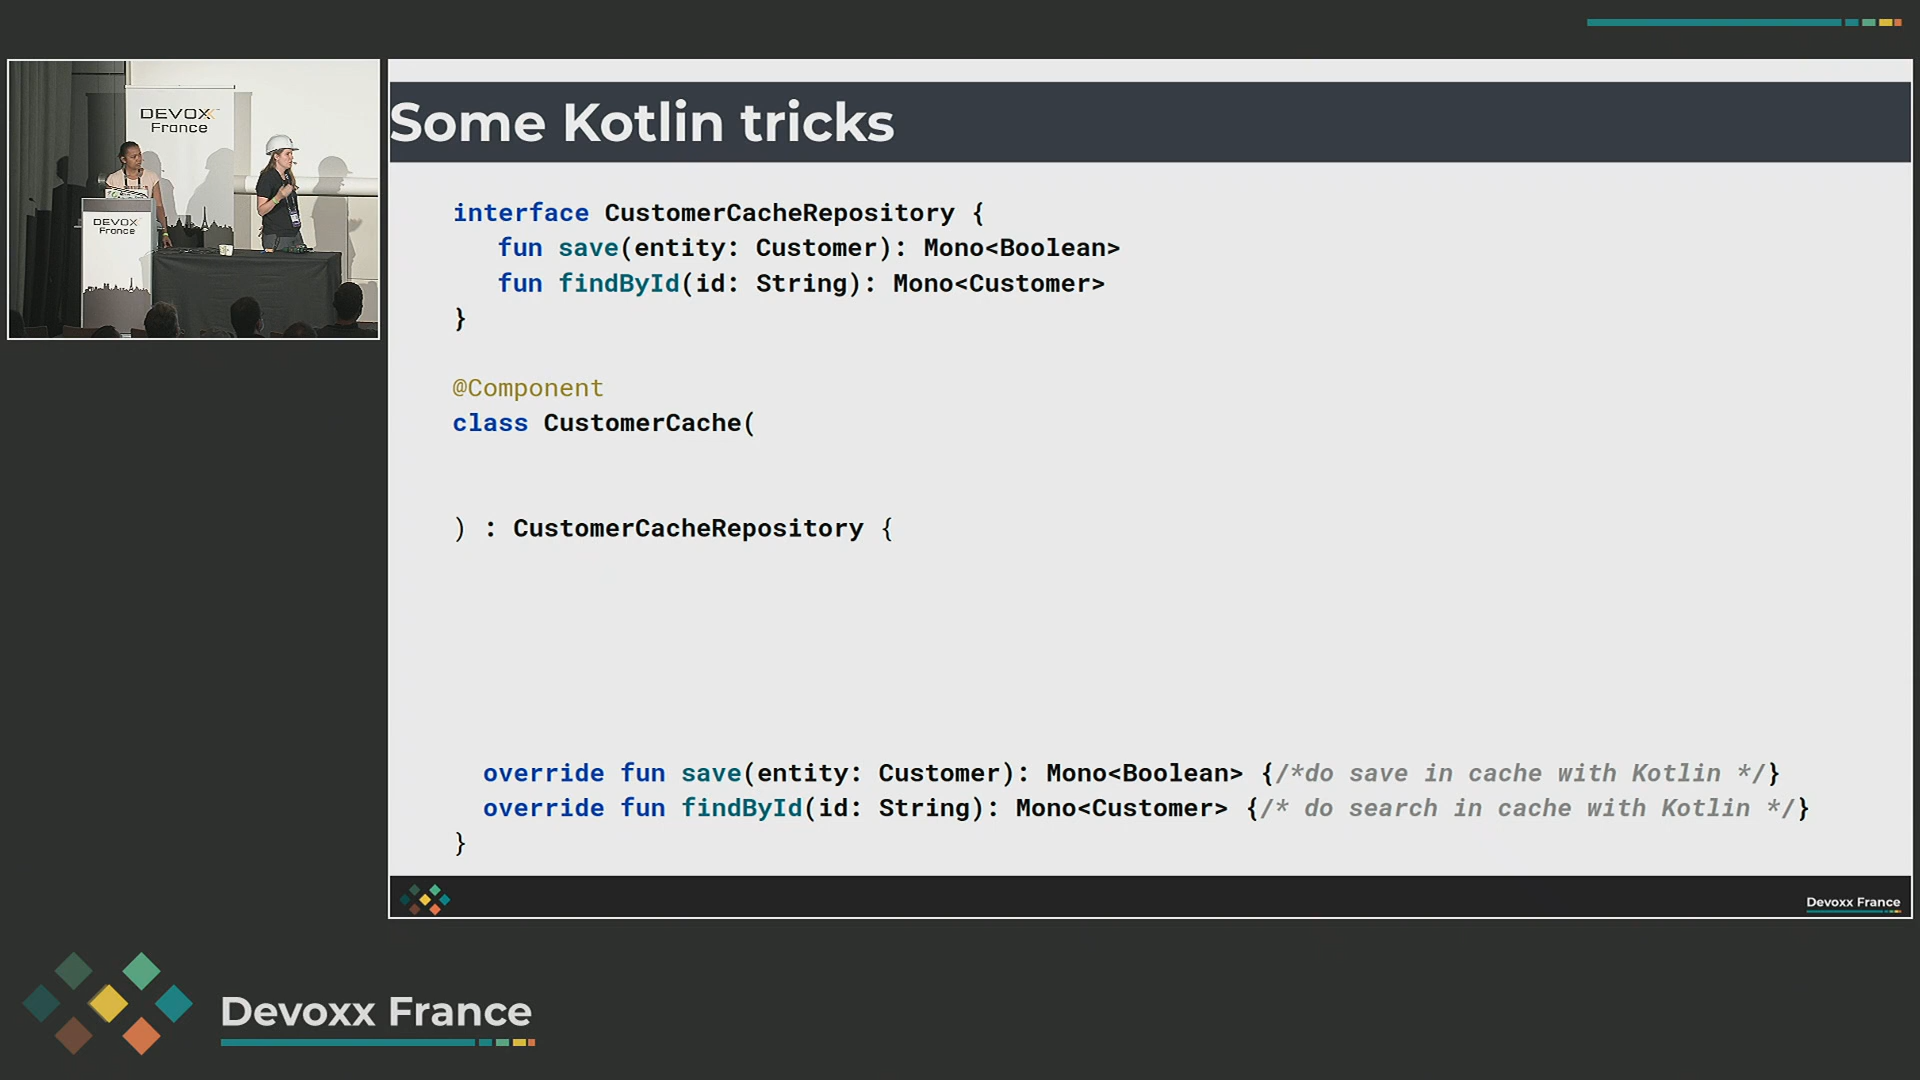 DEVOXX
France
DEVOXX
France
Some Kotlin tricks
interface CustomerCacheRepository {
fun save(entity: Customer): Mono<Boolean>
fun findById(id: String): Mono<Customer>
}
@Component
class CustomerCache(
) : CustomerCacheRepository {
override fun save(entity: Customer): Mono<Boolean> {/*do save in cache with Kotlin */}
override fun findById(id: String): Mono<Customer> {/* do search in cache with Kotlin */}
}
Devoxx France
Devoxx France